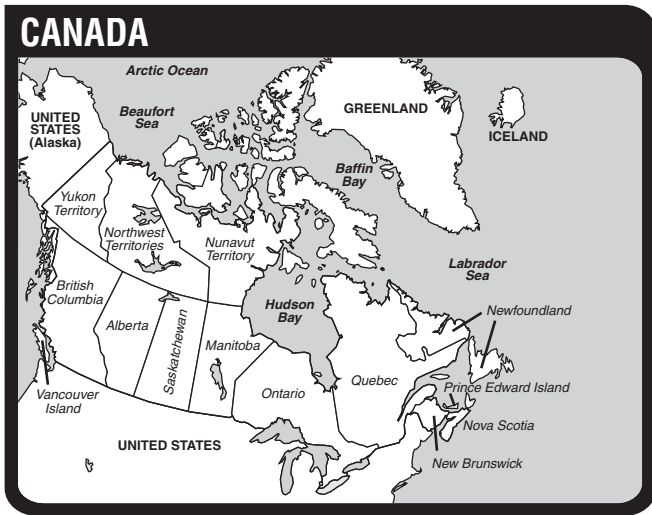 CANADA
Arctic Ocean
Beaufort
Sea
UNITED
STATES
(Alaska)
GREENLAND
ICELAND
Baffin
Bay
Yukon
Territory
Northwest
Territories
Nunavut
Territory
Labrador
Sea
British
Columbia
Alberta
Saskatchewan
Manitoba
Hudson
Bay
Newfoundland
Ontario
Quebec
Prince Edward Island
Vancouver
Island
Nova Scotia
UNITED STATES
New Brunswick